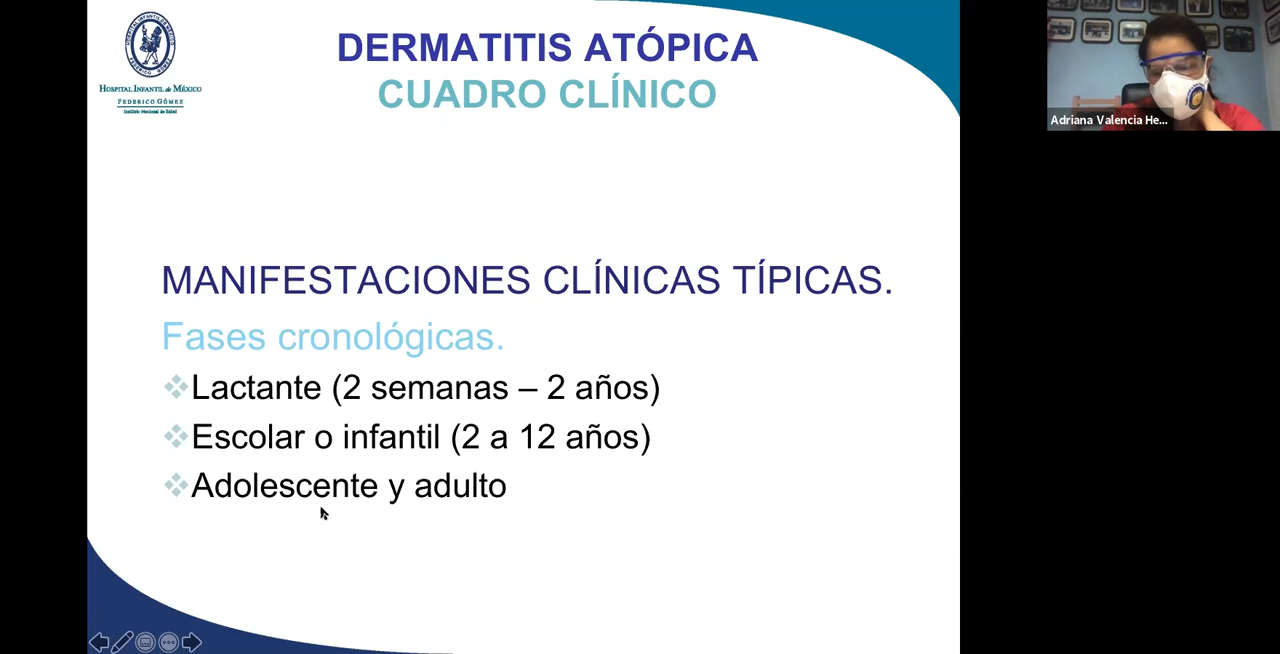 DERMATITIS ATÓPICA
CUADRO CLÍNICO
HOSPITAL INFANTIL de MÉXICO
FEDERICO GÓMEZ
Instituto Nacional de Salud
MANIFESTACIONES CLÍNICAS TÍPICAS.
Fases cronológicas.
Lactante (2 semanas – 2 años)
Escolar o infantil (2 a 12 años)
Adolescente y adulto
Adriana Valencia He...